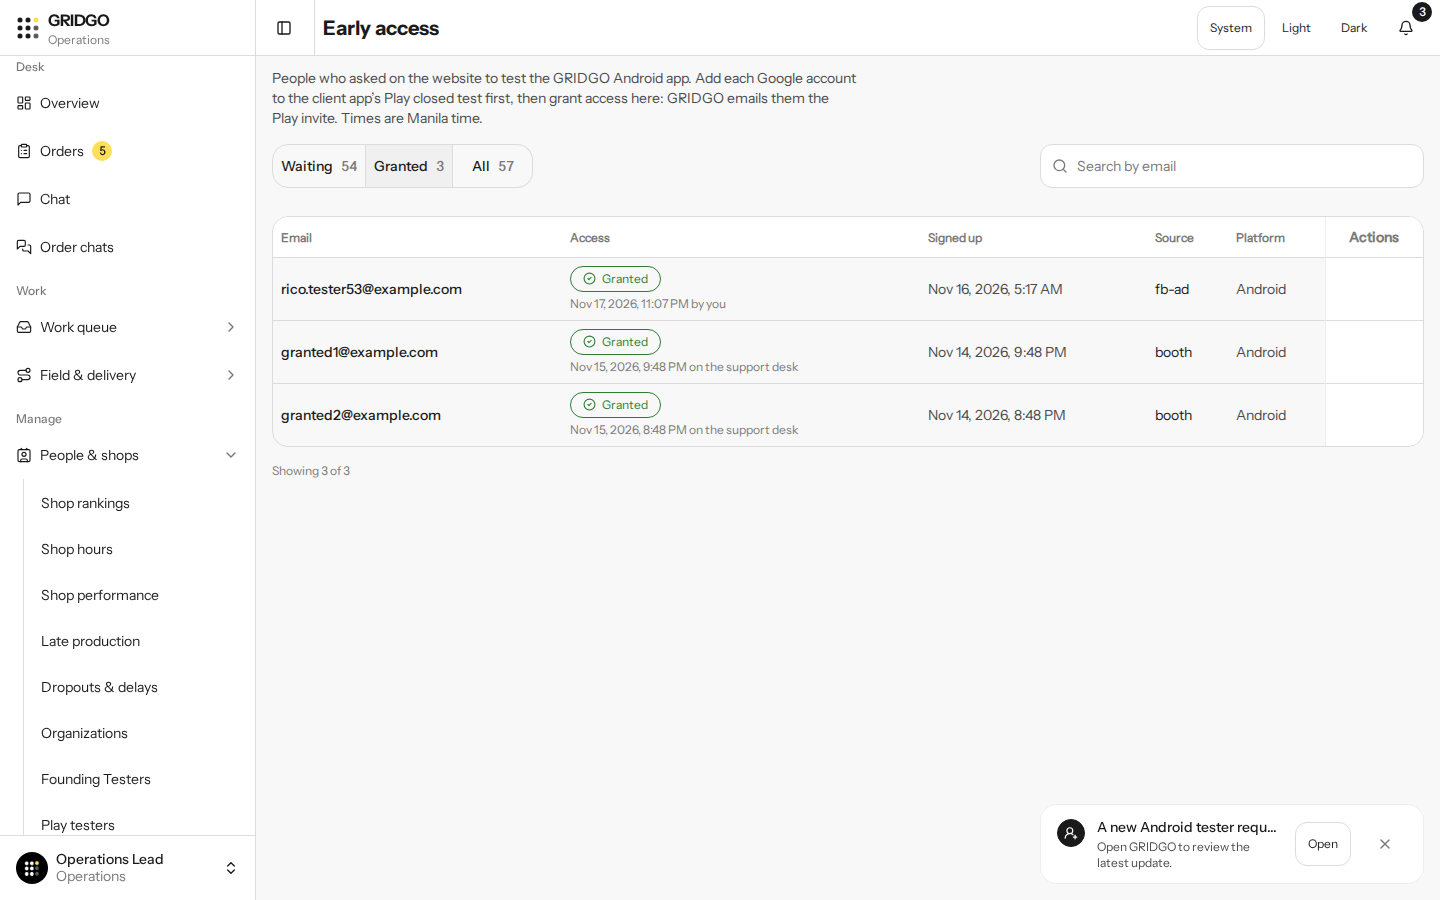 GRIDGO
Operations
Early access
System
Light
Dark
3
Desk
Overview
Orders 5
Chat
Order chats
Work
Work queue
Field & delivery
Manage
People & shops
Shop rankings
Shop hours
Shop performance
Late production
Dropouts & delays
Organizations
Founding Testers
Play testers
Operations Lead
Operations
People who asked on the website to test the GRIDGO Android app. Add each Google account
to the client app's Play closed test first, then grant access here: GRIDGO emails them the
Play invite. Times are Manila time.
Waiting 54
Granted 3
All 57
Search by email
Email Access Signed up Source Platform Actions
rico.tester53@example.com Granted Nov 16, 2026, 5:17 AM fb-ad Android
Nov 17, 2026, 11:07 PM by you
granted1@example.com Granted Nov 14, 2026, 9:48 PM booth Android
Nov 15, 2026, 9:48 PM on the support desk
granted2@example.com Granted Nov 14, 2026, 8:48 PM booth Android
Nov 15, 2026, 8:48 PM on the support desk
Showing 3 of 3
A new Android tester requ...
Open GRIDGO to review the
latest update.
Open